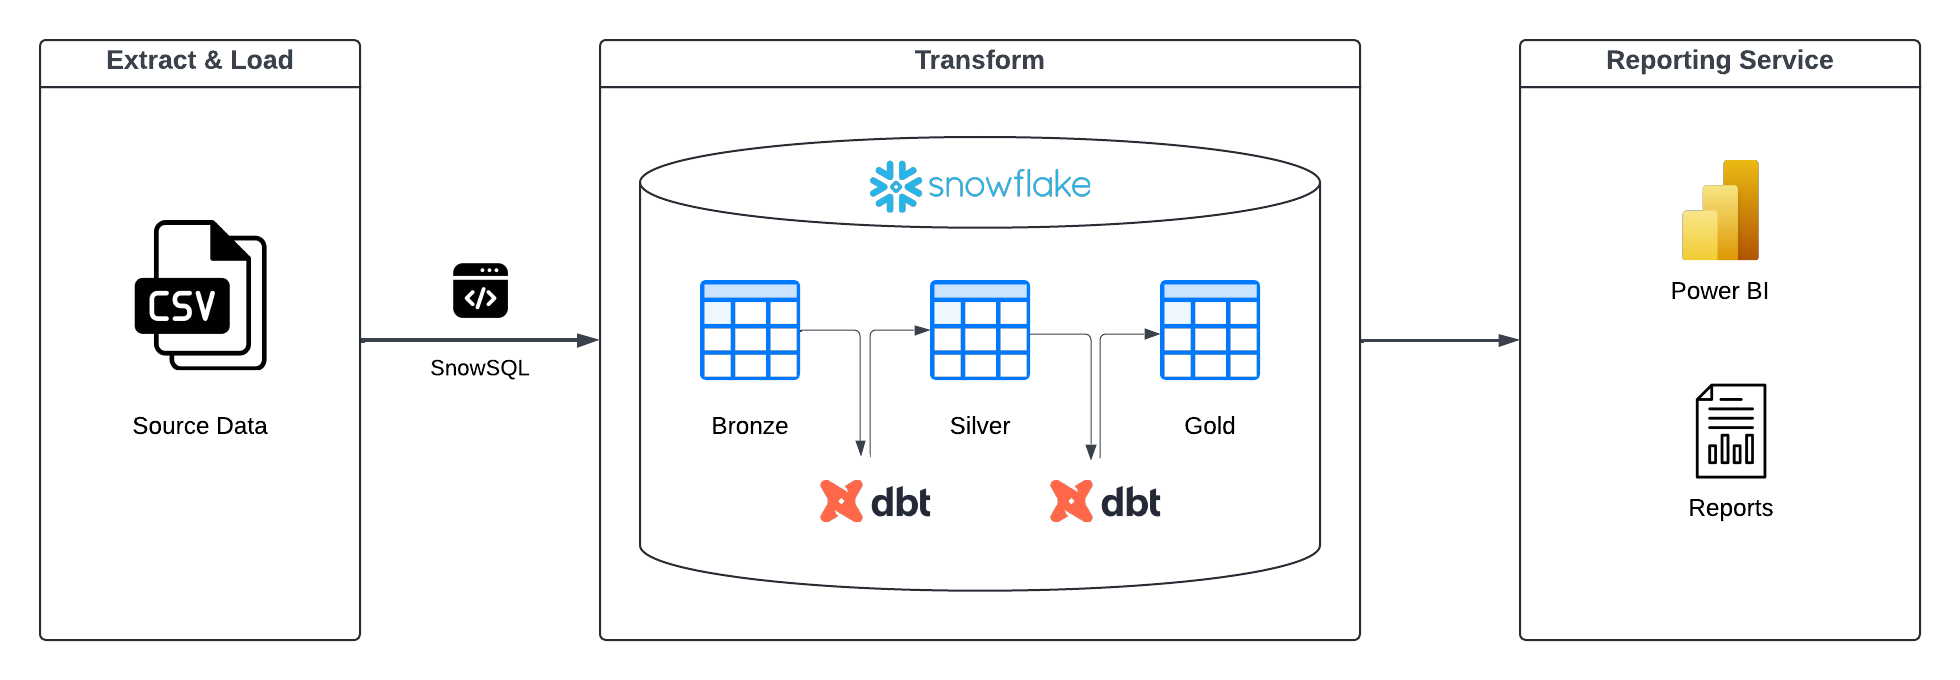 Extract & Load
CSV
Source Data
</>
SnowSQL
Transform
snowflake
Bronze
Silver
Gold
dbt
dbt
Reporting Service
Power BI
Reports